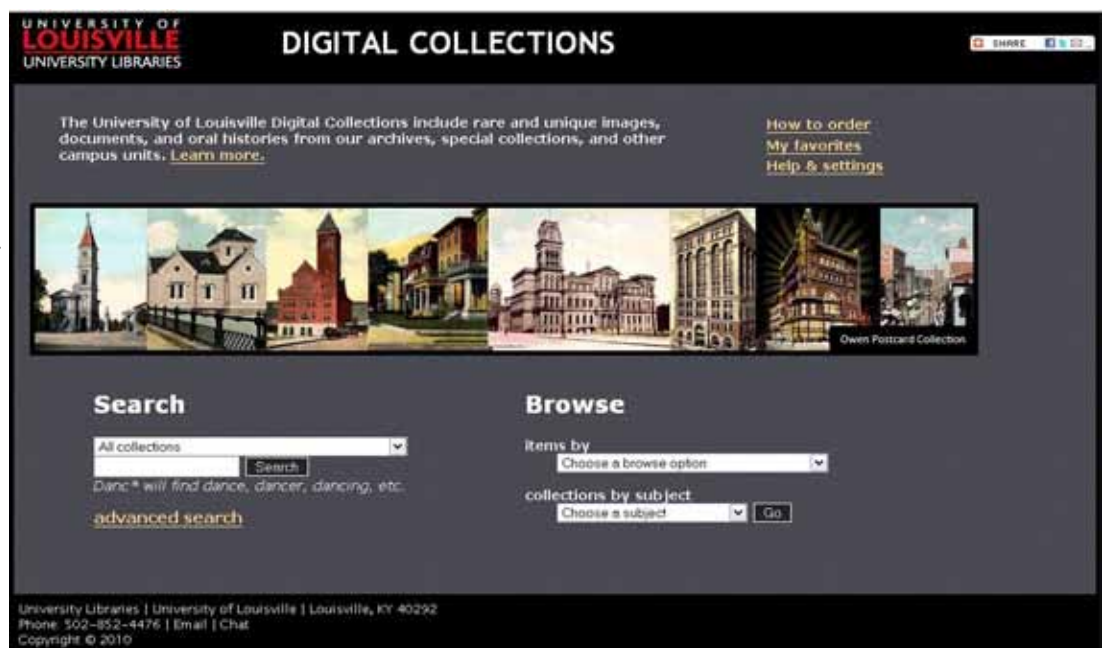 UNIVERSITY OF
LOUISVILLE
UNIVERSITY LIBRARIES
DIGITAL COLLECTIONS
SHARE
The University of Louisville Digital Collections include rare and unique images,
documents, and oral histories from our archives, special collections, and other
campus units. Learn more.
How to order
My favorites
Help & settings
Owen Postcard Collection
Search
All collections
Search
Danc* will find dance, dancer, dancing, etc.
advanced search
Browse
items by
Choose a browse option
collections by subject
Choose a subject Go
University Libraries | University of Louisville | Louisville, KY 40292
Phone: 502-852-4476 | Email | Chat
Copyright © 2010